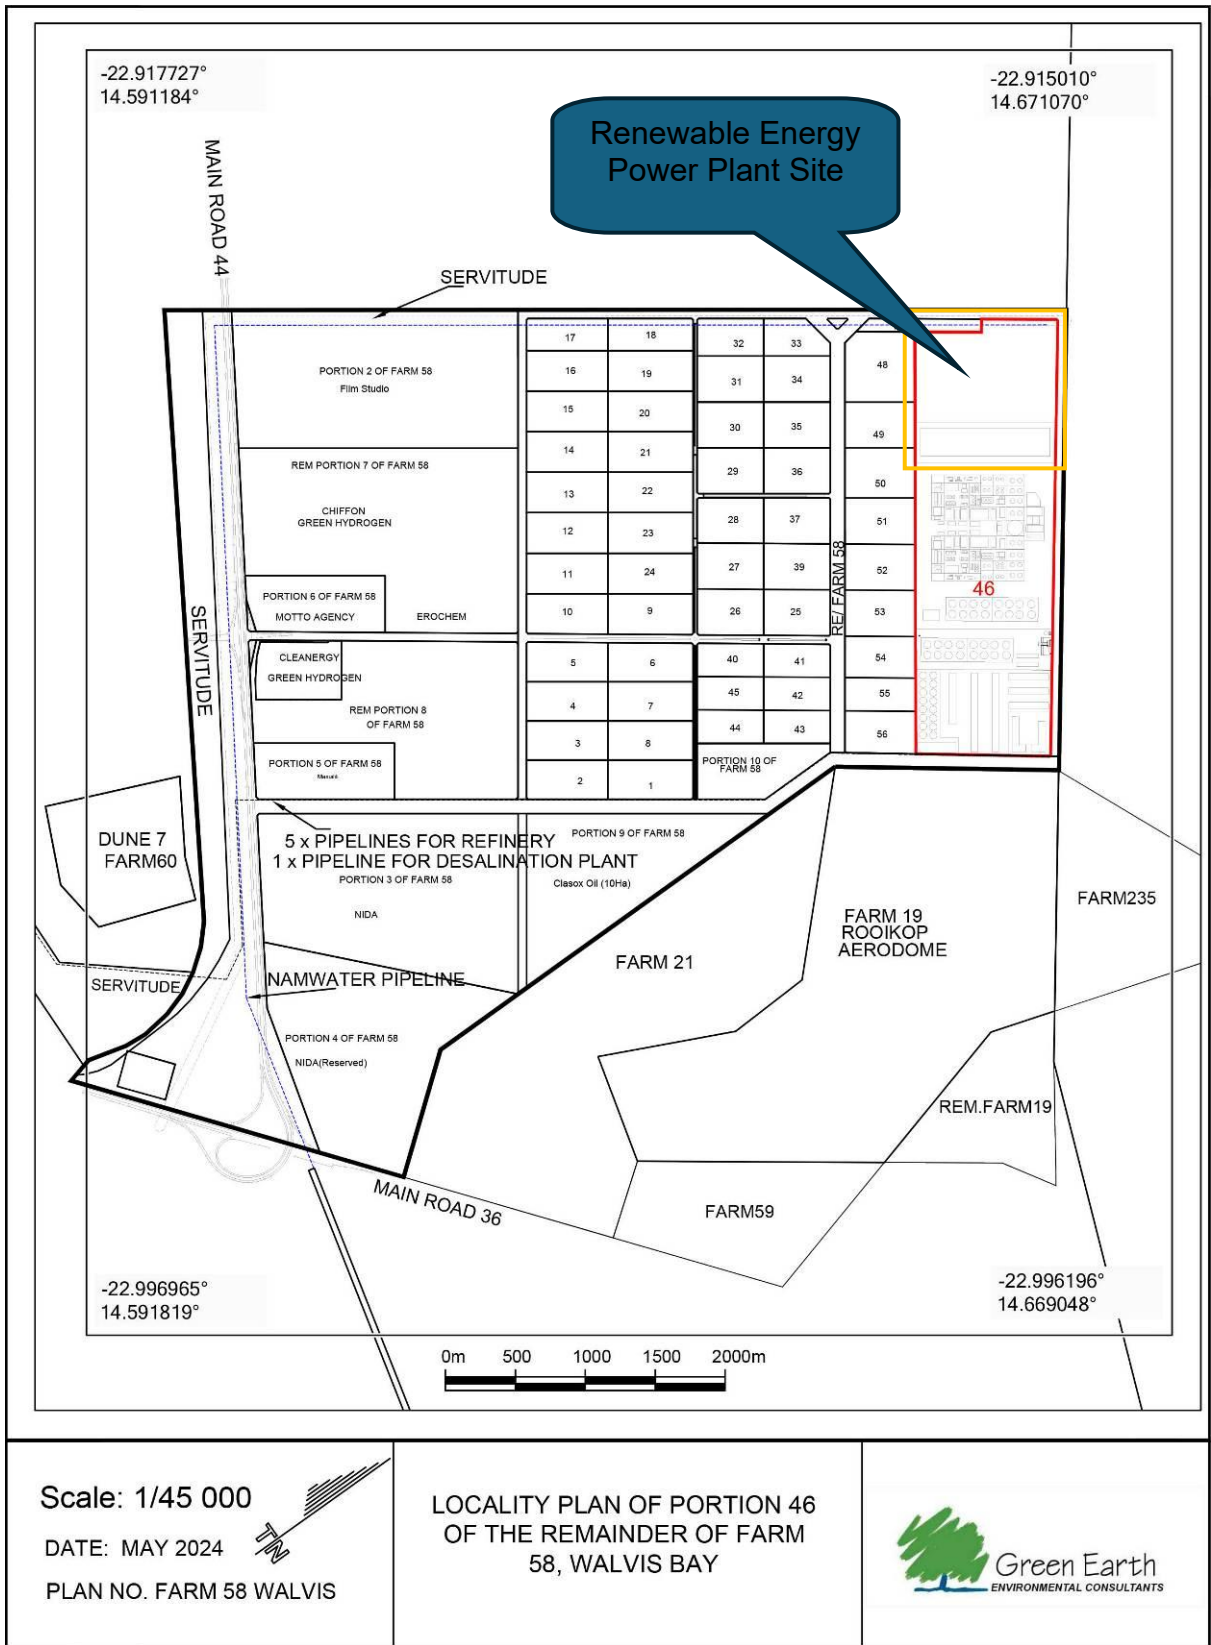 -22.917727°
14.591184°
-22.915010°
14.671070°
Renewable Energy
Power Plant Site
MAIN ROAD 44
SERVITUDE
PORTION 2 OF FARM 58
Film Studio
REM PORTION 7 OF FARM 58
CHIFFON
GREEN HYDROGEN
PORTION 6 OF FARM 58
MOTTO AGENCY
EROCHEM
CLEANERGY
GREEN HYDROGEN
REM PORTION 8
OF FARM 58
PORTION 5 OF FARM 58
17
18
16
19
15
20
14
21
13
22
12
23
11
24
10
9
5
6
4
7
3
8
2
1
32
33
31
34
30
35
29
36
28
37
27
39
26
25
40
41
45
42
44
43
PORTION 10 OF
FARM 58
RE/ FARM 58
48
49
50
51
52
53
54
55
56
46
SERVITUDE
DUNE 7
FARM60
5 x PIPELINES FOR REFINERY
1 x PIPELINE FOR DESALINATION PLANT
PORTION 9 OF FARM 58
PORTION 3 OF FARM 58
Clasox Oil (10Ha)
NIDA
FARM 19
ROOIKOP
AERODOME
FARM235
FARM 21
SERVITUDE
NAMWATER PIPELINE
PORTION 4 OF FARM 58
NIDA(Reserved)
REM.FARM19
MAIN ROAD 36
FARM59
-22.996965°
14.591819°
-22.996196°
14.669048°
0m 500 1000 1500 2000m
Scale: 1/45 000
DATE: MAY 2024
PLAN NO. FARM 58 WALVIS
TN
LOCALITY PLAN OF PORTION 46
OF THE REMAINDER OF FARM
58, WALVIS BAY
Green Earth
ENVIRONMENTAL CONSULTANTS